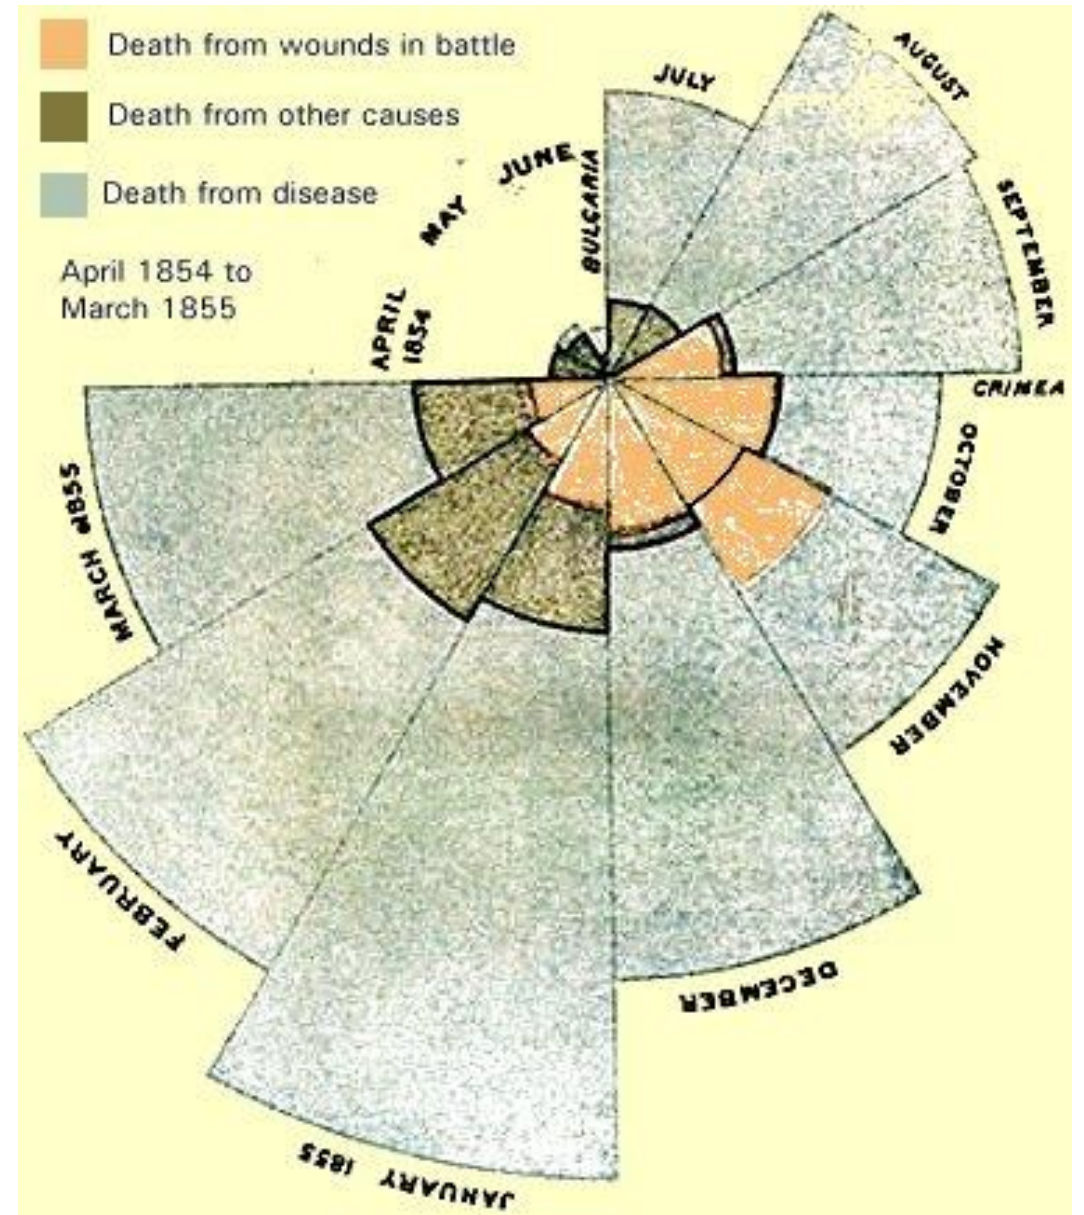 Death from wounds in battle
Death from other causes
Death from disease
April 1854 to
March 1855
APRIL
1854
MAY
JUNE
BULGARIA
JULY
AUGUST
SEPTEMBER
CRIMEA
OCTOBER
NOVEMBER
DECEMBER
JANUARY 1855
FEBRUARY
MARCH 1855